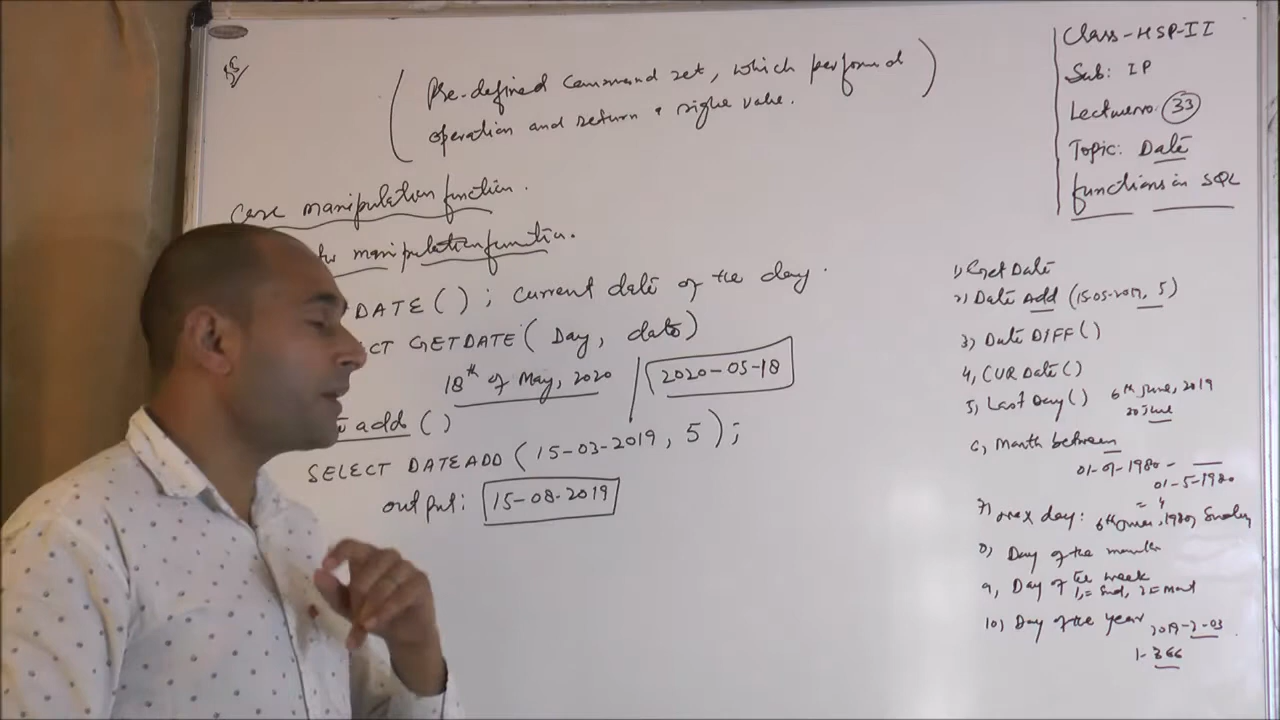 (Pre-defined Command set, which performed
operation and return a single value.)
Case manipulation function.
manipulation function.
DATE ( ) ; Current date of the day.
CT GETDATE ( Day, date)
18th of May, 2020 / 2020-05-18
add ( )
SELECT DATEADD ( 15-03-2019, 5 ) ;
output: 15-08-2019
Class-HSP-II
Sub: IP
Lecture no. 33
Topic: Date
functions in SQL
1) Get Date
2) Date Add (15-05-2019, 5)
3) Date DIFF ( )
4, CUR Date ( )
5, Last Day ( ) 6th June, 2019
30 June
6, Month between
01-09-1980 -
01-5-1980
= 4
7) day: 6th June, 1980, Sunday
8) Day of the month
9, Day of the week
1,= Sud, 2= Mont
10) Day of the year 2019-2-03
1-366